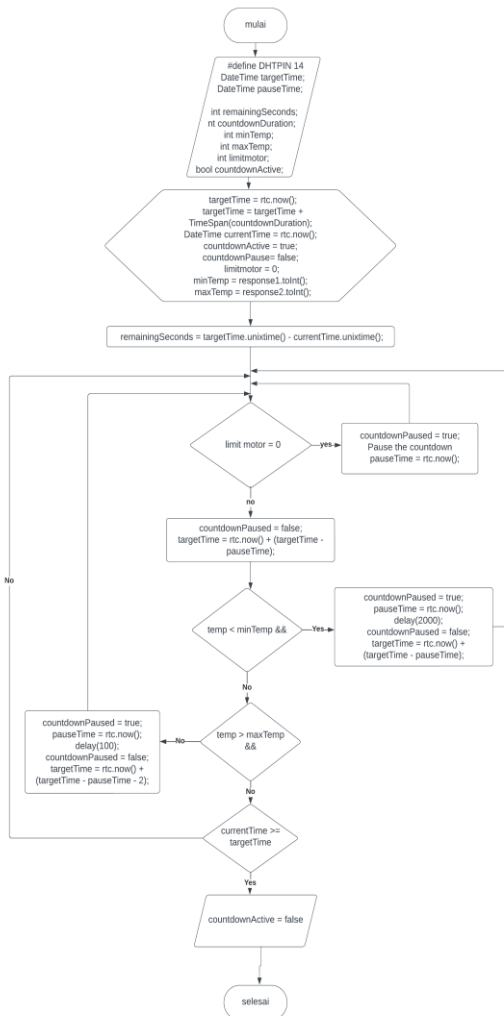 mulai
#define DHTPIN 14
DateTime targetTime;
DateTime pauseTime;
int remainingSeconds;
nt countdownDuration;
int minTemp;
int maxTemp;
int limitmotor;
bool countdownActive;
targetTime = rtc.now();
targetTime = targetTime +
TimeSpan(countdownDuration);
DateTime currentTime = rtc.now();
countdownActive = true;
countdownPause= false;
limitmotor = 0;
minTemp = response1.toInt();
maxTemp = response2.toInt();
remainingSeconds = targetTime.unixtime() - currentTime.unixtime();
limit motor = 0
yes
countdownPaused = true;
Pause the countdown
pauseTime = rtc.now();
no
countdownPaused = false;
targetTime = rtc.now() + (targetTime -
pauseTime);
No
temp < minTemp &&
Yes
countdownPaused = true;
pauseTime = rtc.now();
delay(2000);
countdownPaused = false;
targetTime = rtc.now() +
(targetTime - pauseTime);
No
temp > maxTemp
&&
No
countdownPaused = true;
pauseTime = rtc.now();
delay(100);
countdownPaused = false;
targetTime = rtc.now() +
(targetTime - pauseTime - 2);
No
currentTime >=
targetTime
Yes
countdownActive = false
selesai